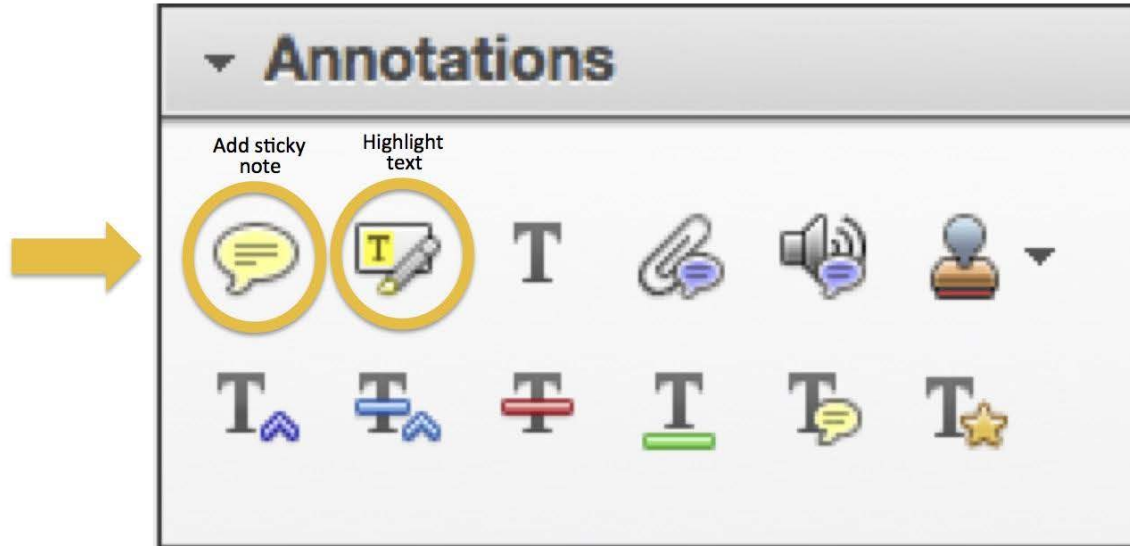 Annotations
Add sticky
note
Highlight
text
T T
T T T T T T